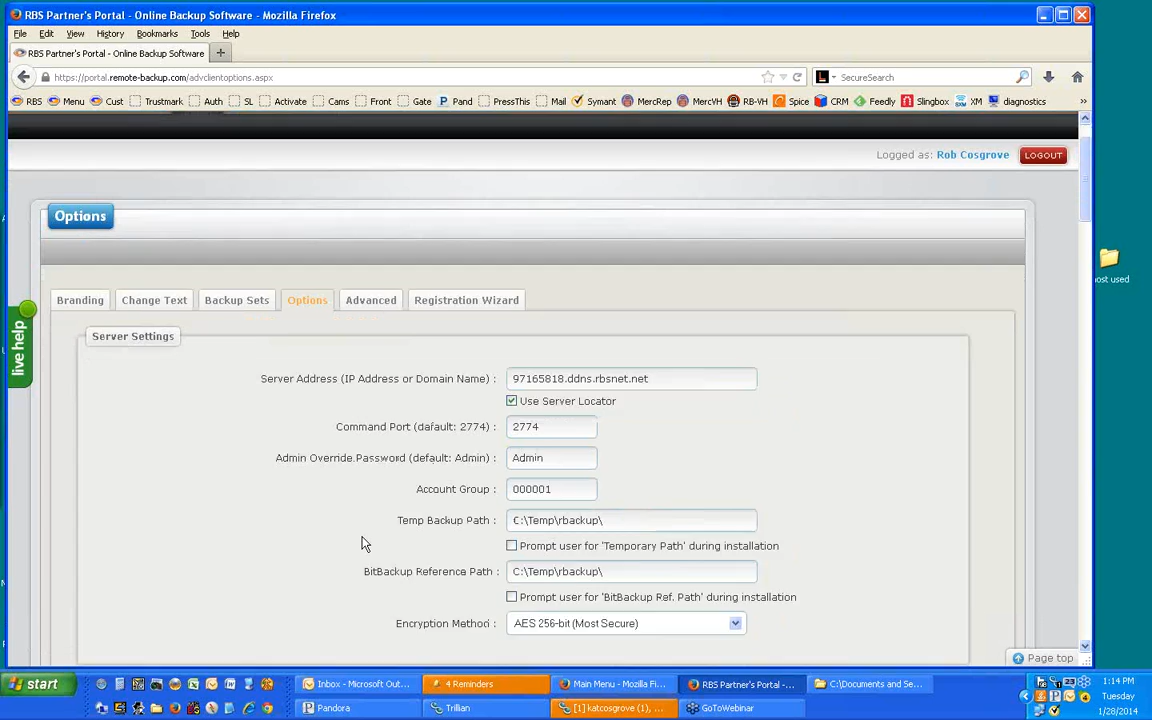 RBS Partner's Portal - Online Backup Software - Mozilla Firefox
File Edit View History Bookmarks Tools Help
RBS Partner's Portal - Online Backup Software +
https://portal.remote-backup.com/advclientoptions.aspx SecureSearch
RBS Menu Cust Trustmark Auth SL Activate Cams Front Gate Pand PressThis Mail Symant MercRep MercVH RB-VH Spice CRM Feedly Slingbox XM diagnostics »
Logged as: Rob Cosgrove LOGOUT
Options
Branding Change Text Backup Sets Options Advanced Registration Wizard
live help
Server Settings
Server Address (IP Address or Domain Name) : 97165818.ddns.rbsnet.net
Use Server Locator
Command Port (dafault: 2774) : 2774
Admin Override Password (default: Admin) : Admin
Account Group : 000001
Temp Backup Path : C:\Temp\rbackup\
Prompt user for 'Temporary Path' during installation
BitBackup Reference Path : C:\Temp\rbackup\
Prompt user for 'BitBackup Ref. Path' during installation
Encryption Method : AES 256-bit (Most Secure)
Page top
ost used
start Inbox - Microsoft Out... 4 Reminders Main Menu - Mozilla Fi... RBS Partner's Portal -... C:\Documents and Se... 23 1:14 PM
Tuesday
Pandora Trillian [1] katcosgrove (1), ... GoToWebinar 1/28/2014